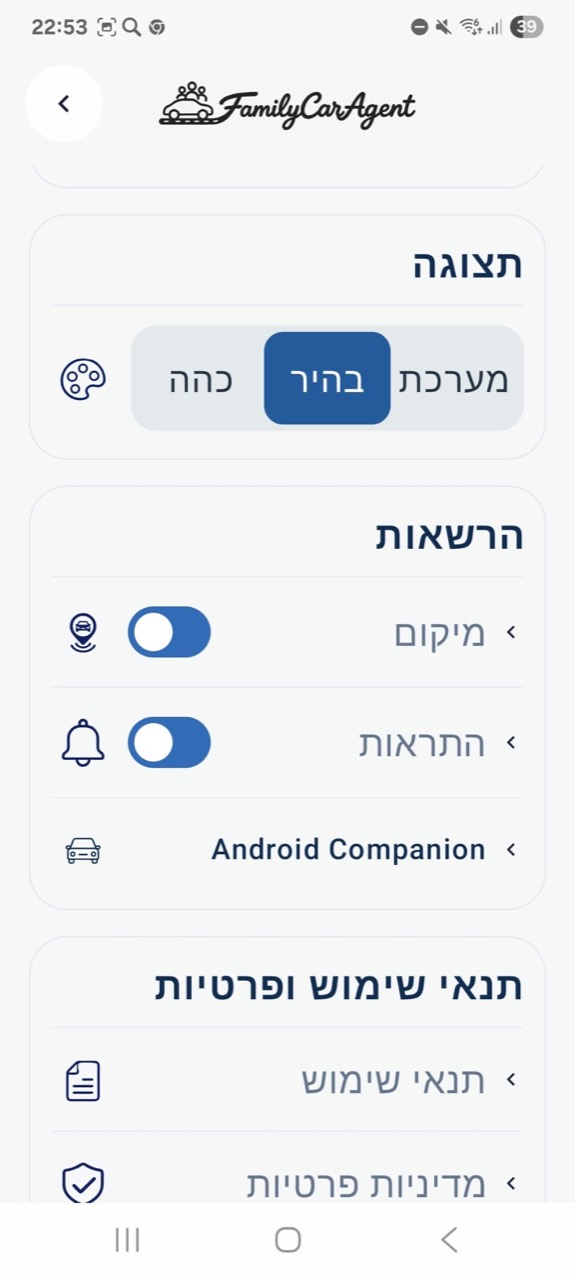 22:53
39
FamilyCarAgent
תצוגה
מערכת בהיר כהה
הרשאות
מיקום
התראות
Android Companion
תנאי שימוש ופרטיות
תנאי שימוש
מדיניות פרטיות